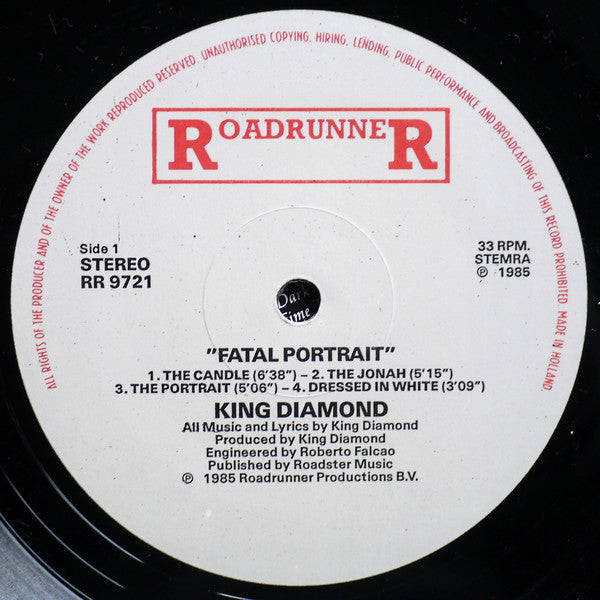 ALL RIGHTS OF THE PRODUCER AND OF THE OWNER OF THE WORK REPRODUCED RESERVED. UNAUTHORISED COPYING, HIRING, LENDING, PUBLIC PERFORMANCE AND BROADCASTING OF THIS RECORD PROHIBITED. MADE IN HOLLAND.
ROADRUNNER
Side 1
STEREO
RR 9721
33 RPM.
STEMRA
℗ 1985
Dark
Time
"FATAL PORTRAIT"
1. THE CANDLE (6'38") – 2. THE JONAH (5'15")
3. THE PORTRAIT (5'06") – 4. DRESSED IN WHITE (3'09")
KING DIAMOND
All Music and Lyrics by King Diamond
Produced by King Diamond
Engineered by Roberto Falcao
Published by Roadster Music
℗ 1985 Roadrunner Productions B.V.